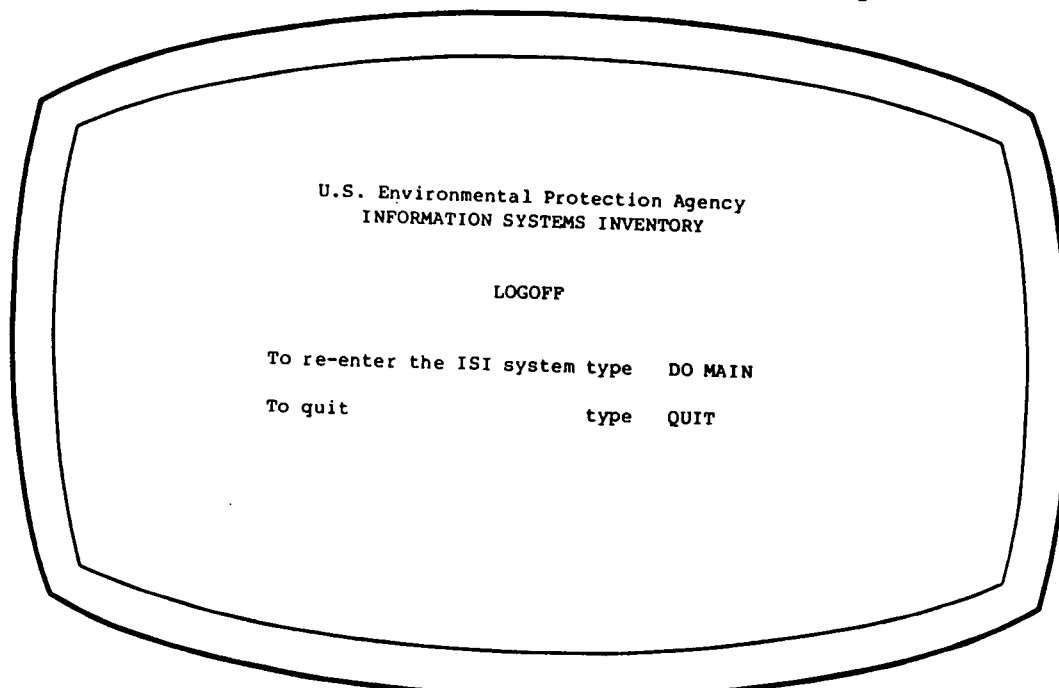 U.S. Environmental Protection Agency
INFORMATION SYSTEMS INVENTORY
LOGOFF
To re-enter the ISI system type DO MAIN
To quit type QUIT